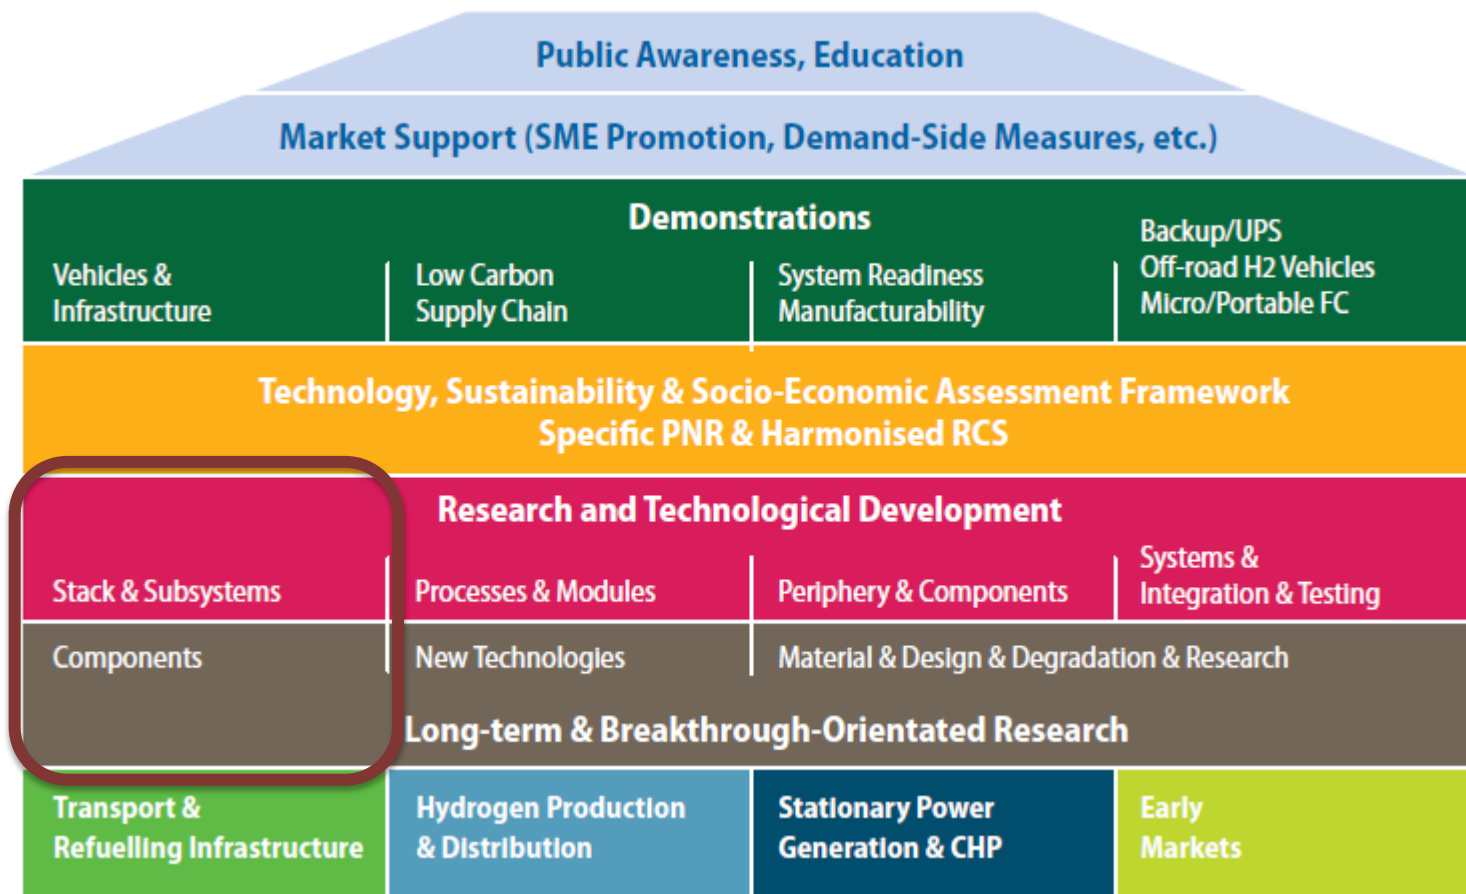 Public Awareness, Education
Market Support (SME Promotion, Demand-Side Measures, etc.)
Demonstrations
Vehicles &
Infrastructure
Low Carbon
Supply Chain
System Readiness
Manufacturability
Backup/UPS
Off-road H2 Vehicles
Micro/Portable FC
Technology, Sustainability & Socio-Economic Assessment Framework
Specific PNR & Harmonised RCS
Research and Technological Development
Stack & Subsystems
Processes & Modules
Periphery & Components
Systems &
Integration & Testing
Components
New Technologies
Material & Design & Degradation & Research
Long-term & Breakthrough-Orientated Research
Transport &
Refuelling Infrastructure
Hydrogen Production
& Distribution
Stationary Power
Generation & CHP
Early
Markets